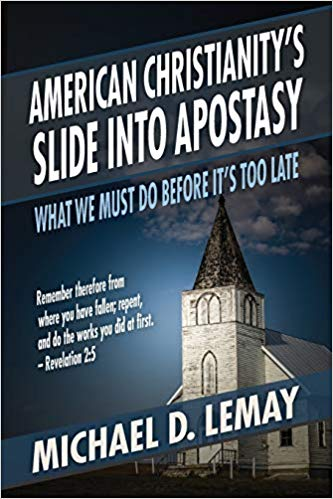 AMERICAN CHRISTIANITY'S
SLIDE INTO APOSTASY
WHAT WE MUST DO BEFORE IT'S TOO LATE
Remember therefore from
where you have fallen; repent,
and do the works you did at first.
– Revelation 2:5
MICHAEL D. LEMAY